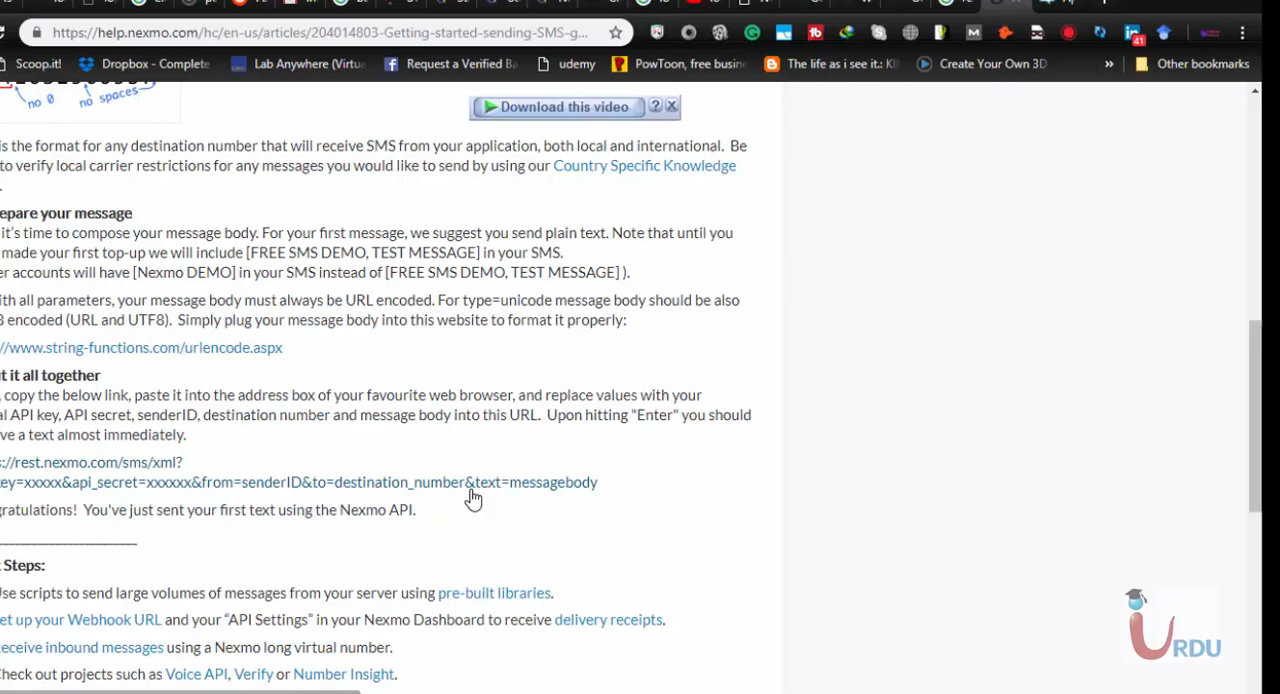 https://help.nexmo.com/hc/en-us/articles/204014803-Getting-started-sending-SMS-g...
41
Scoop.it!
Dropbox - Complete
Lab Anywhere (Virtua
Request a Verified Ba
udemy
PowToon, free busin
The life as i see it.: Kl
Create Your Own 3D
»
Other bookmarks
no 0
no spaces
Download this video
is the format for any destination number that will receive SMS from your application, both local and international. Be
to verify local carrier restrictions for any messages you would like to send by using our Country Specific Knowledge
.
epare your message
it's time to compose your message body. For your first message, we suggest you send plain text. Note that until you
made your first top-up we will include [FREE SMS DEMO, TEST MESSAGE] in your SMS.
er accounts will have [Nexmo DEMO] in your SMS instead of [FREE SMS DEMO, TEST MESSAGE] ).
ith all parameters, your message body must always be URL encoded. For type=unicode message body should be also
8 encoded (URL and UTF8). Simply plug your message body into this website to format it properly:
//www.string-functions.com/urlencode.aspx
t it all together
, copy the below link, paste it into the address box of your favourite web browser, and replace values with your
al API key, API secret, senderID, destination number and message body into this URL. Upon hitting "Enter" you should
ve a text almost immediately.
s://rest.nexmo.com/sms/xml?
key=xxxxx&api_secret=xxxxxx&from=senderID&to=destination_number&text=messagebody
gratulations! You've just sent your first text using the Nexmo API.
Steps:
Use scripts to send large volumes of messages from your server using pre-built libraries.
et up your Webhook URL and your “API Settings” in your Nexmo Dashboard to receive delivery receipts.
Receive inbound messages using a Nexmo long virtual number.
Check out projects such as Voice API, Verify or Number Insight.
URDU